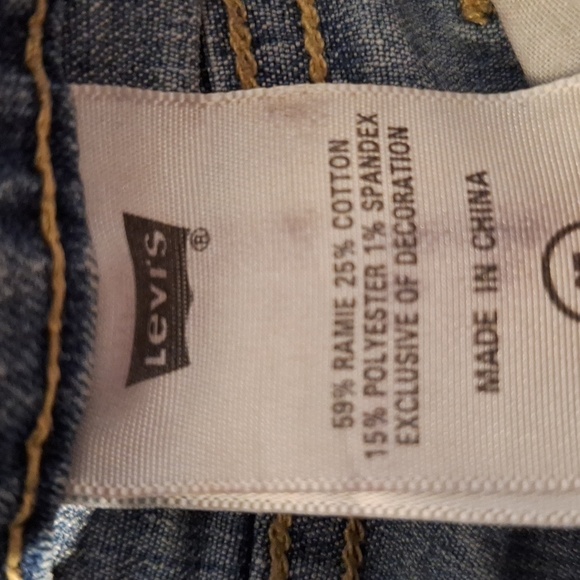 Levi's
®
59% RAMIE 25% COTTON
15% POLYESTER 1% SPANDEX
EXCLUSIVE OF DECORATION
MADE IN CHINA